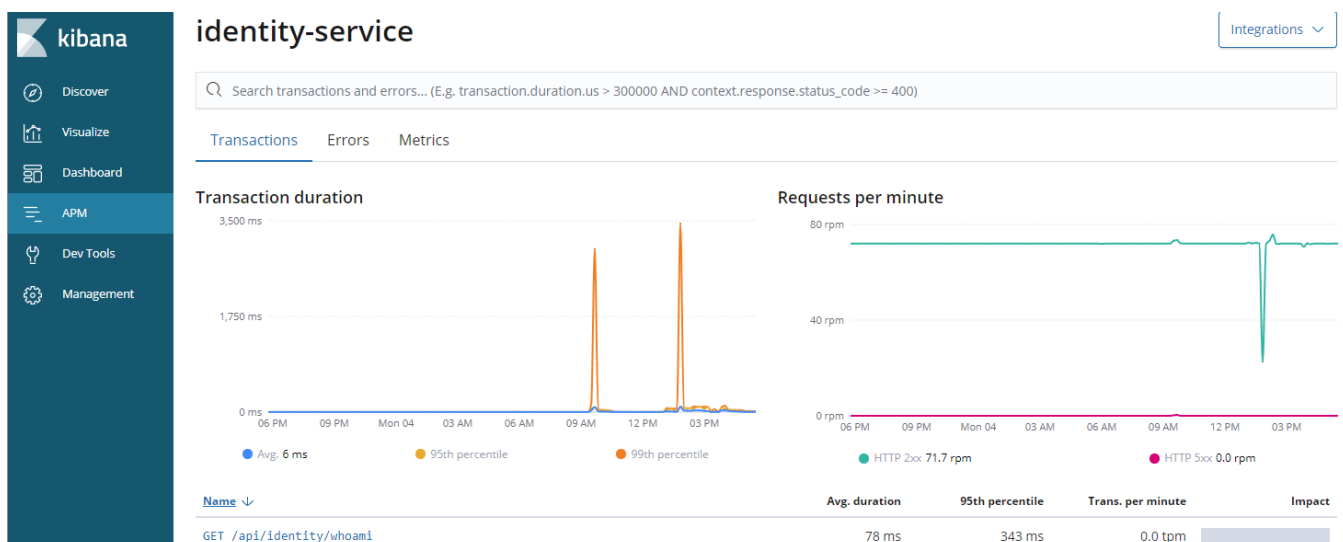 kibana
Discover
Visualize
Dashboard
APM
Dev Tools
Management
identity-service
Integrations
Search transactions and errors... (E.g. transaction.duration.us > 300000 AND context.response.status_code >= 400)
Transactions Errors Metrics
Transaction duration
3,500 ms
1,750 ms
0 ms
06 PM 09 PM Mon 04 03 AM 06 AM 09 AM 12 PM 03 PM
Avg. 6 ms 95th percentile 99th percentile
Requests per minute
80 rpm
40 rpm
0 rpm
06 PM 09 PM Mon 04 03 AM 06 AM 09 AM 12 PM 03 PM
HTTP 2xx 71.7 rpm HTTP 5xx 0.0 rpm
Name Avg. duration 95th percentile Trans. per minute Impact
GET /api/identity/whoami 78 ms 343 ms 0.0 tpm